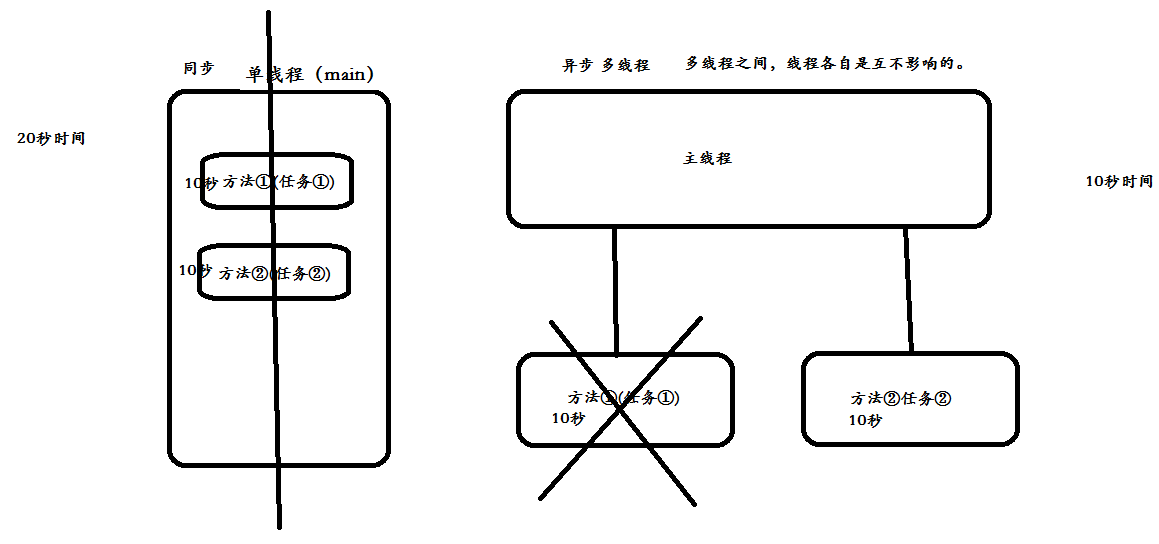 同步 单线程（main）
20秒时间
10秒 方法①(任务①)
10秒 方法②(任务②)
异步 多线程 多线程之间，线程各自是互不影响的。
主线程
10秒时间
方法①(任务①)
10秒
方法②任务②
10秒